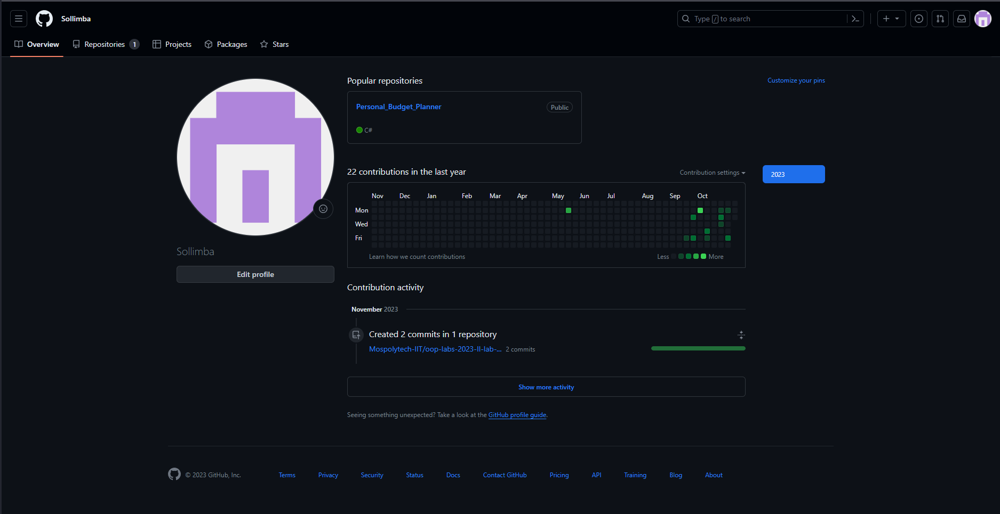 Sollimba
Type / to search
Overview Repositories 1 Projects Packages Stars
Popular repositories
Customize your pins
Personal_Budget_Planner Public
C#
22 contributions in the last year
Contribution settings
2023
Nov Dec Jan Feb Mar Apr May Jun Jul Aug Sep Oct
Mon
Wed
Fri
Learn how we count contributions
Less More
Sollimba
Edit profile
Contribution activity
November 2023
Created 2 commits in 1 repository
Mospolytech-IIT/oop-labs-2023-II-lab-... 2 commits
Show more activity
Seeing something unexpected? Take a look at the GitHub profile guide.
© 2023 GitHub, Inc. Terms Privacy Security Status Docs Contact GitHub Pricing API Training Blog About